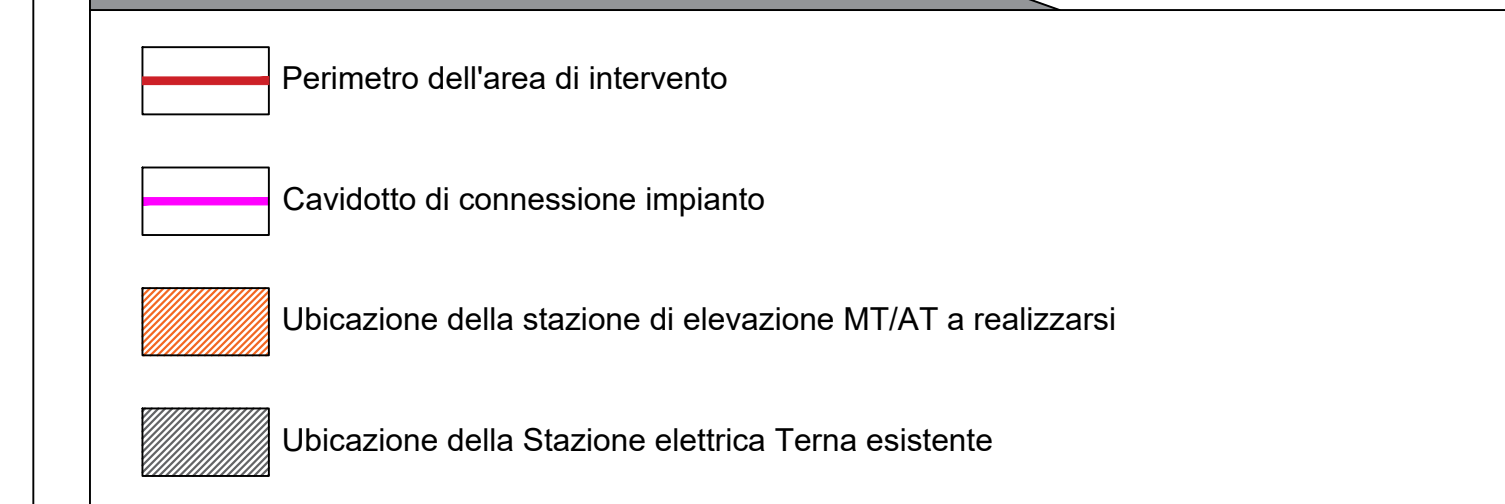 Perimetro dell'area di intervento
Cavidotto di connessione impianto
Ubicazione della stazione di elevazione MT/AT a realizzarsi
Ubicazione della Stazione elettrica Terna esistente